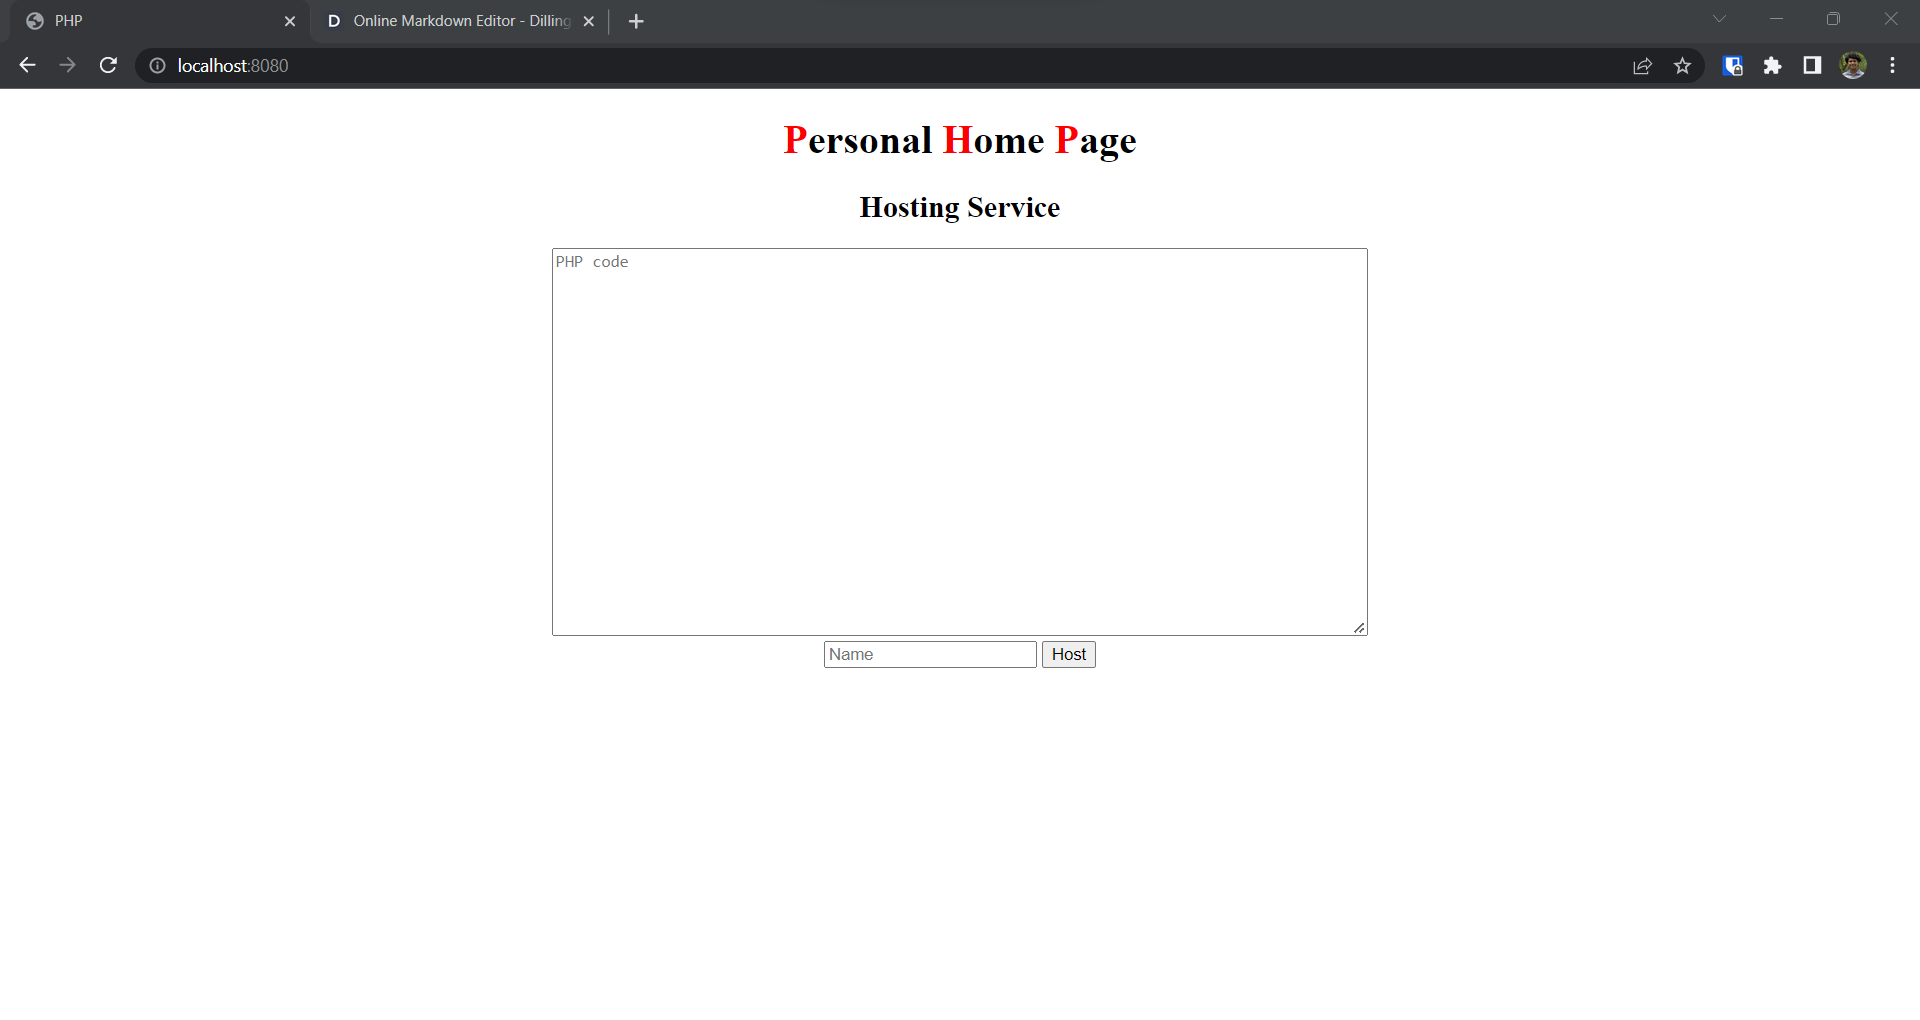 PHP
Online Markdown Editor - Dilling
localhost:8080
Personal Home Page
Hosting Service
PHP code
Name
Host